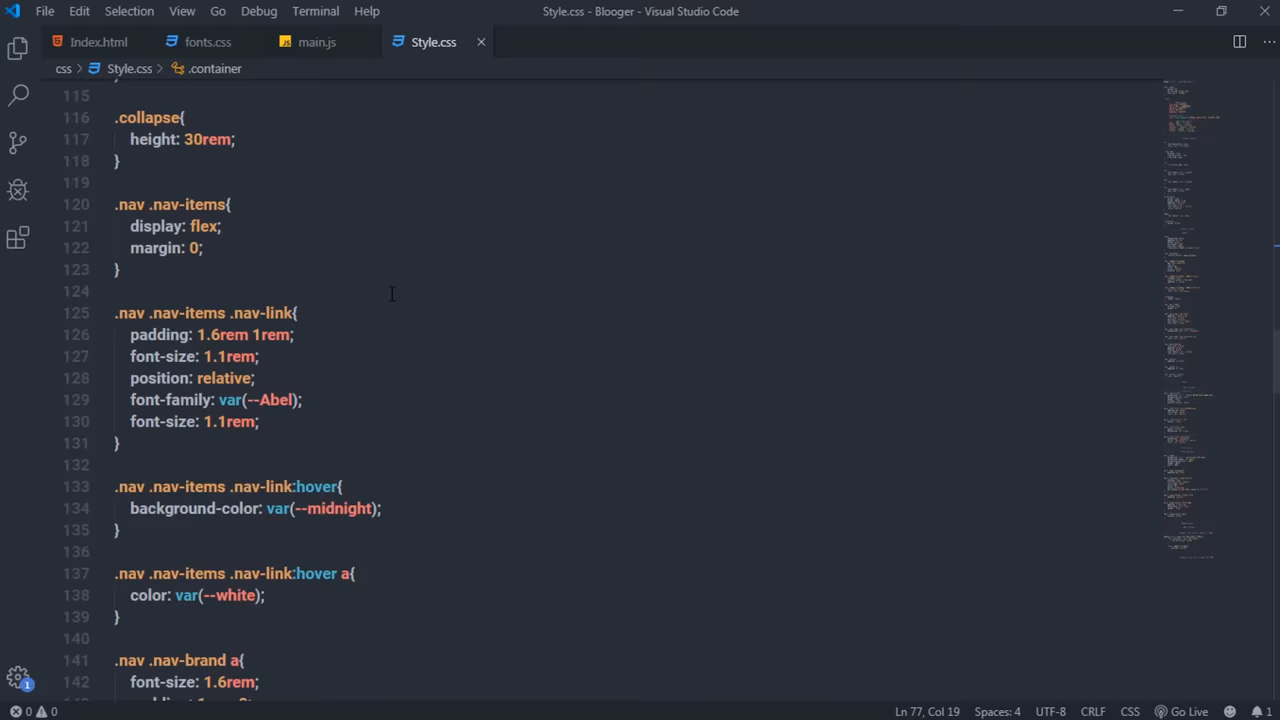 File Edit Selection View Go Debug Terminal Help
Style.css - Blooger - Visual Studio Code
Index.html fonts.css main.js Style.css
css > Style.css > .container
115
116 .collapse{
117 height: 30rem;
118 }
119
120 .nav .nav-items{
121 display: flex;
122 margin: 0;
123 }
124
125 .nav .nav-items .nav-link{
126 padding: 1.6rem 1rem;
127 font-size: 1.1rem;
128 position: relative;
129 font-family: var(--Abel);
130 font-size: 1.1rem;
131 }
132
133 .nav .nav-items .nav-link:hover{
134 background-color: var(--midnight);
135 }
136
137 .nav .nav-items .nav-link:hover a{
138 color: var(--white);
139 }
140
141 .nav .nav-brand a{
142 font-size: 1.6rem;
1
0 0 Ln 77, Col 19 Spaces: 4 UTF-8 CRLF CSS Go Live 1